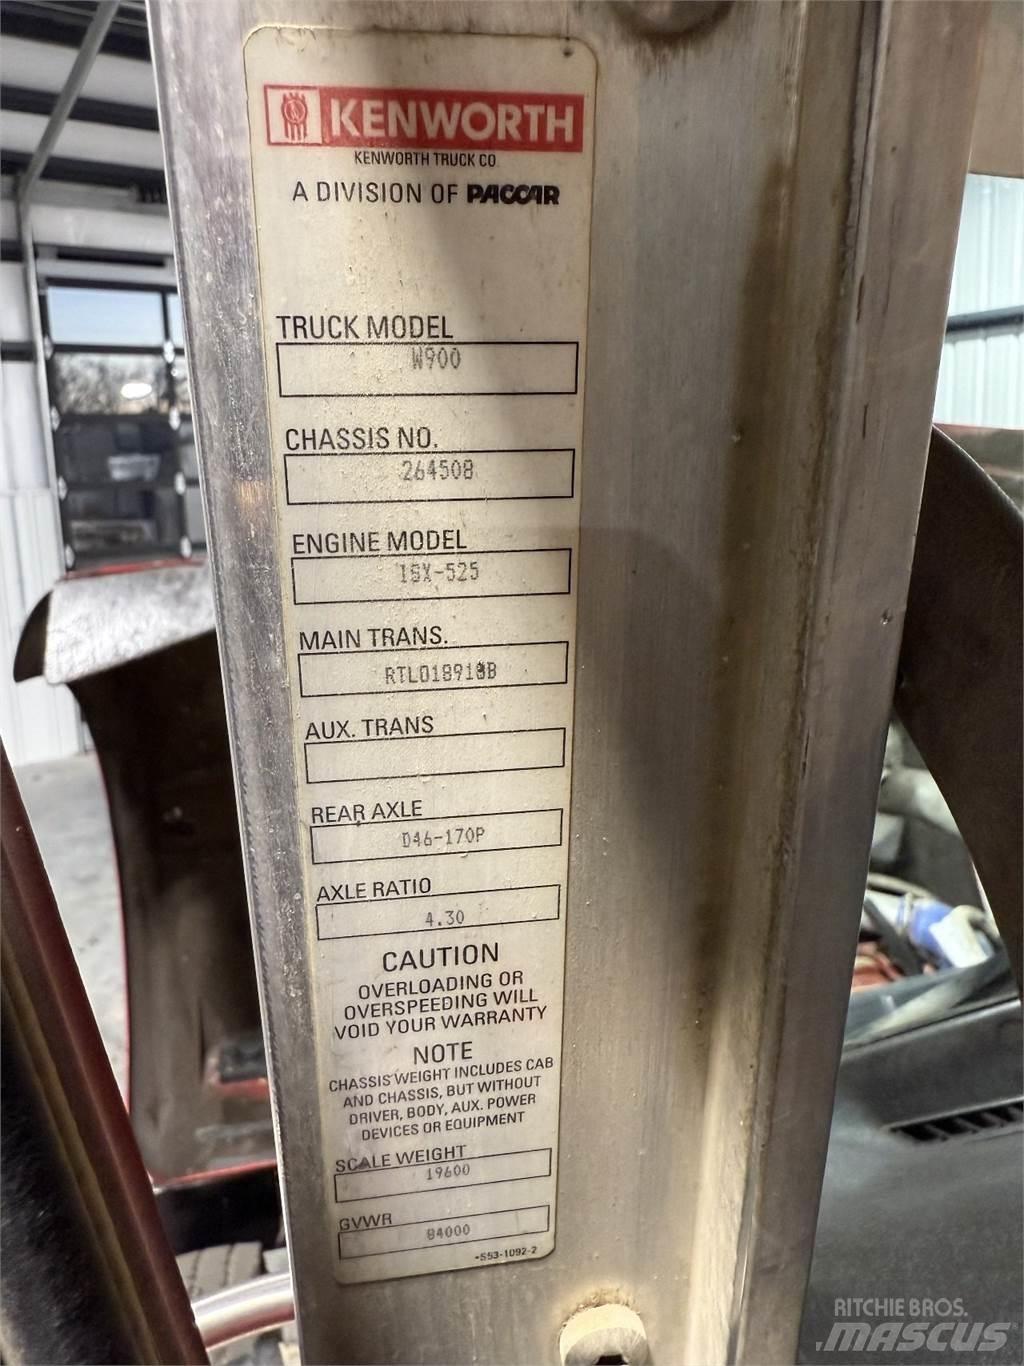 KENWORTH
KENWORTH TRUCK CO.
A DIVISION OF PACCAR
TRUCK MODEL
W900
CHASSIS NO.
264508
ENGINE MODEL
ISX-525
MAIN TRANS.
RTLO18918B
AUX. TRANS
REAR AXLE
D46-170P
AXLE RATIO
4.30
CAUTION
OVERLOADING OR
OVERSPEEDING WILL
VOID YOUR WARRANTY
NOTE
CHASSIS WEIGHT INCLUDES CAB
AND CHASSIS, BUT WITHOUT
DRIVER, BODY, AUX. POWER
DEVICES OR EQUIPMENT
SCALE WEIGHT
19600
GVWR
84000
•S53-1092-2
RITCHIE BROS.
MASCUS